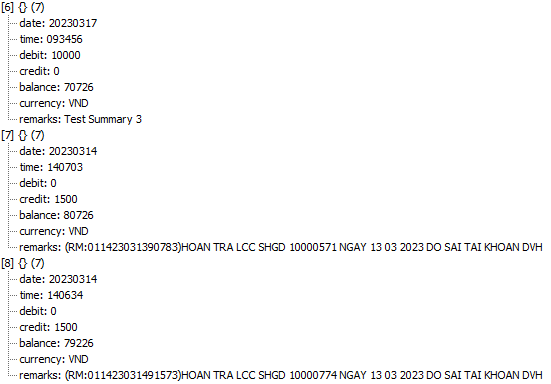 [6] {} (7)
date: 20230317
time: 093456
debit: 10000
credit: 0
balance: 70726
currency: VND
remarks: Test Summary 3
[7] {} (7)
date: 20230314
time: 140703
debit: 0
credit: 1500
balance: 80726
currency: VND
remarks: (RM:011423031390783)HOAN TRA LCC SHGD 10000571 NGAY 13 03 2023 DO SAI TAI KHOAN DVH
[8] {} (7)
date: 20230314
time: 140634
debit: 0
credit: 1500
balance: 79226
currency: VND
remarks: (RM:011423031491573)HOAN TRA LCC SHGD 10000774 NGAY 13 03 2023 DO SAI TAI KHOAN DVH